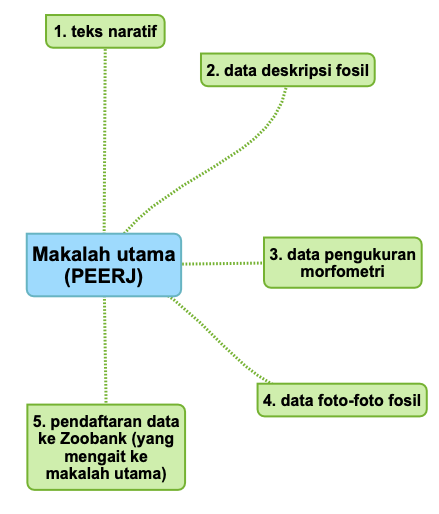 1. teks naratif
2. data deskripsi fosil
Makalah utama
(PEERJ)
3. data pengukuran
morfometri
4. data foto-foto fosil
5. pendaftaran data
ke Zoobank (yang
mengait ke
makalah utama)